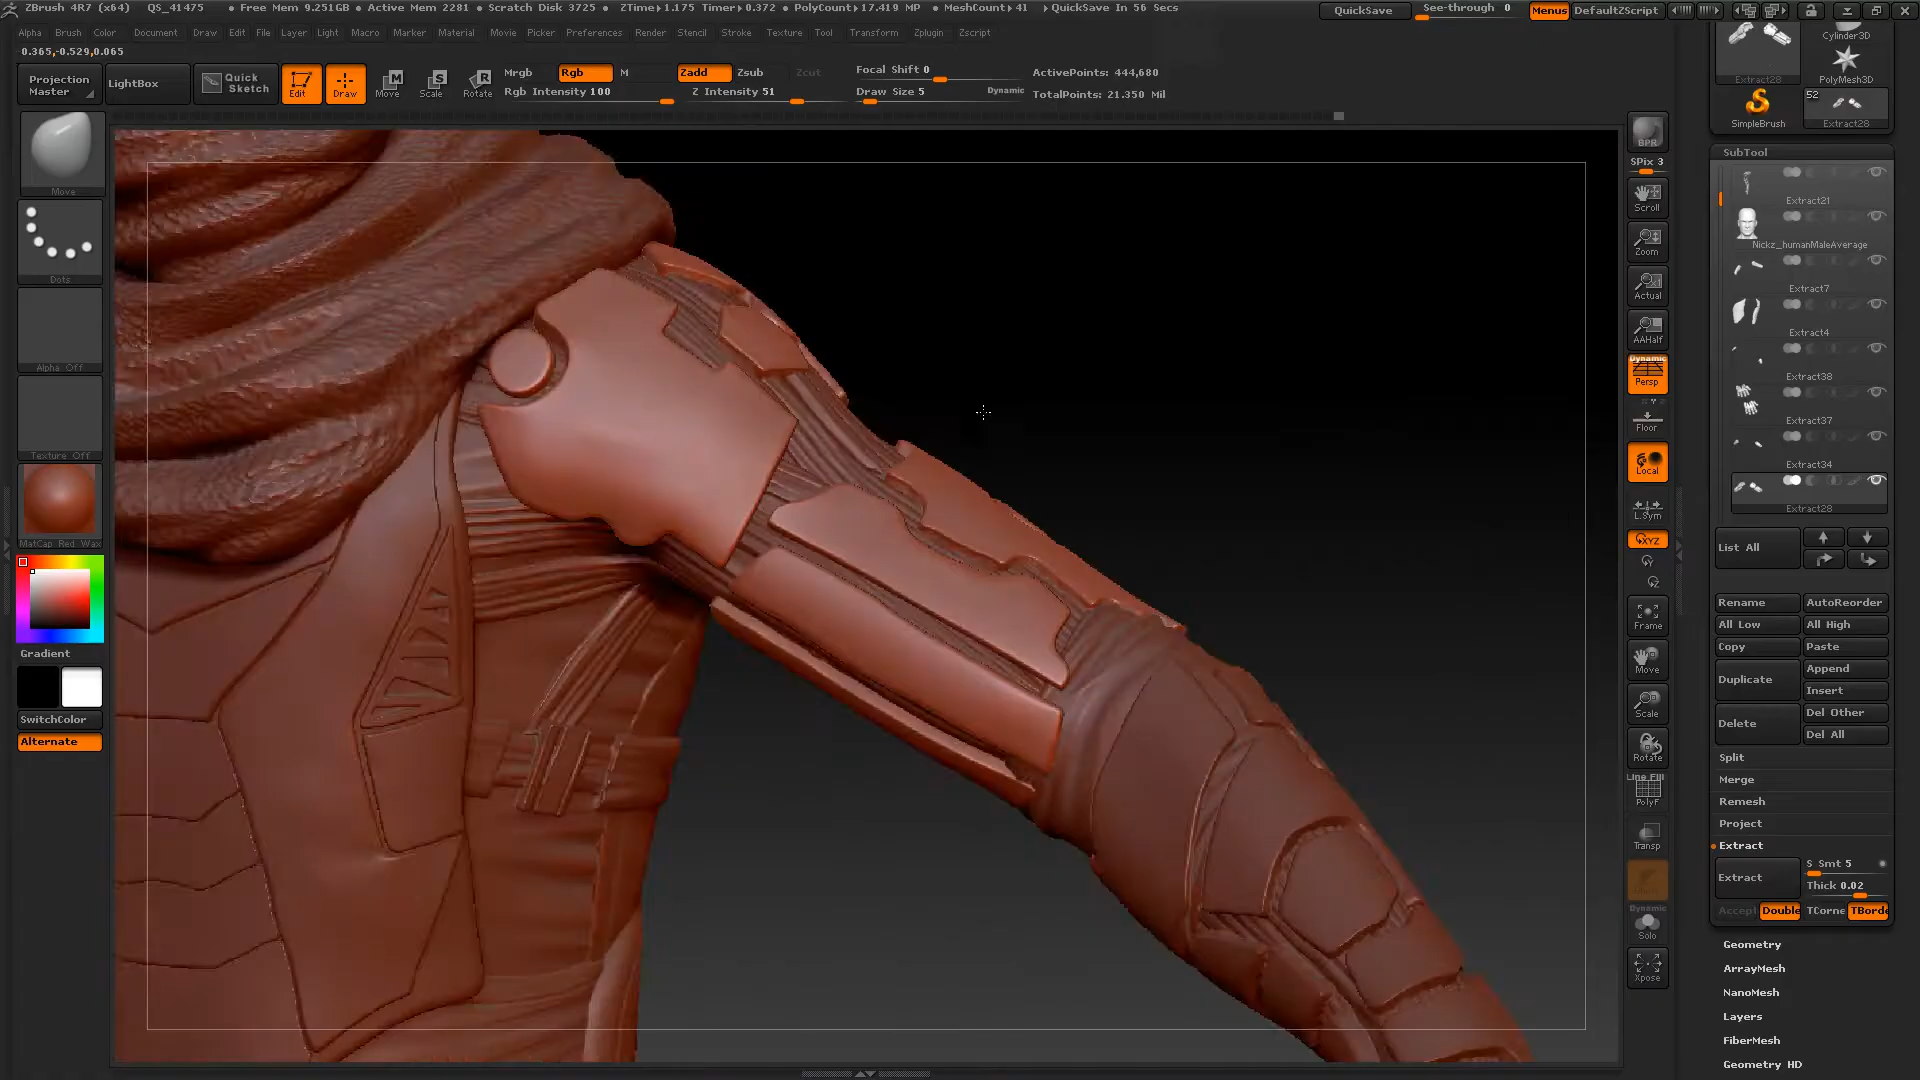 ZBrush 4R7 (x64) QS_41475 • Free Mem 9.251GB • Active Mem 2281 • Scratch Disk 3725 • ZTime▸1.175 Timer▸0.372 • PolyCount▸17.419 MP • MeshCount▸41 ▸QuickSave In 56 Secs QuickSave See-through 0 Menus DefaultZScript
Alpha Brush Color Document Draw Edit File Layer Light Macro Marker Material Movie Picker Preferences Render Stencil Stroke Texture Tool Transform Zplugin Zscript
0.365,-0.529,0.065
Projection Master
LightBox
Quick Sketch
Edit
Draw
Move
Scale
Rotate
Mrgb Rgb M
Rgb Intensity 100
Zadd Zsub Zcut
Z Intensity 51
Focal Shift 0
Draw Size 5 Dynamic
ActivePoints: 444,680
TotalPoints: 21.350 Mil
Move
Dots
Alpha Off
Texture Off
MatCap Red Wax
Gradient
SwitchColor
Alternate
BPR
SPix 3
Scroll
Zoom
Actual
AAHalf
Dynamic
Persp
Floor
Local
L.Sym
XYZ
Y
Z
Frame
Move
Scale
Rotate
Line Fill
PolyF
Transp
Dynamic
Solo
Xpose
Extract28
Cylinder3D
PolyMesh3D
SimpleBrush
52
Extract28
SubTool
Extract21
Nickz_humanMaleAverage
Extract7
Extract4
Extract38
Extract37
Extract34
Extract28
List All
Rename AutoReorder
All Low All High
Copy Paste
Duplicate Append
Insert
Delete Del Other
Del All
Split
Merge
Remesh
Project
Extract
Extract S Smt 5
Thick 0.02
Accept Double TCorne TBorde
Geometry
ArrayMesh
NanoMesh
Layers
FiberMesh
Geometry HD